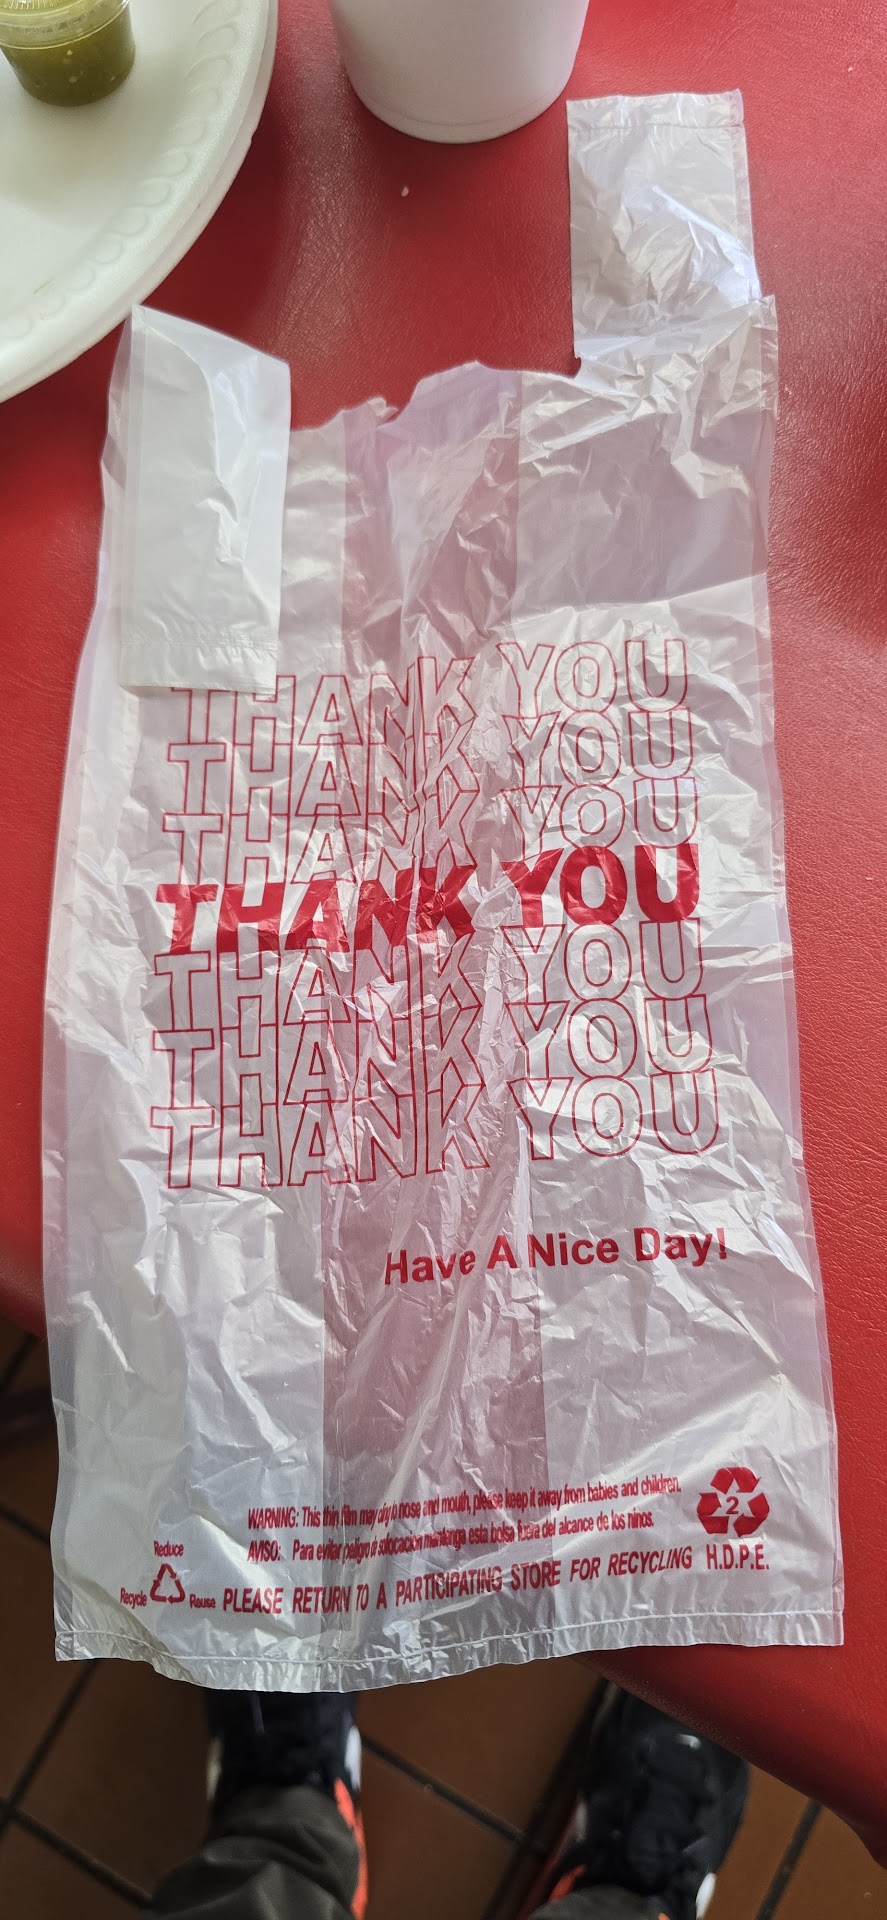 THANK YOU
THANK YOU
THANK YOU
THANK YOU
THANK YOU
THANK YOU
THANK YOU
Have A Nice Day!
WARNING: This thin film may cling to nose and mouth, please keep it away from babies and children.
AVISO: Para evitar peligro de sofocacion mantenga esta bolsa fuera del alcance de los ninos.
PLEASE RETURN TO A PARTICIPATING STORE FOR RECYCLING
Reduce
Recycle
Reuse
2
H.D.P.E.